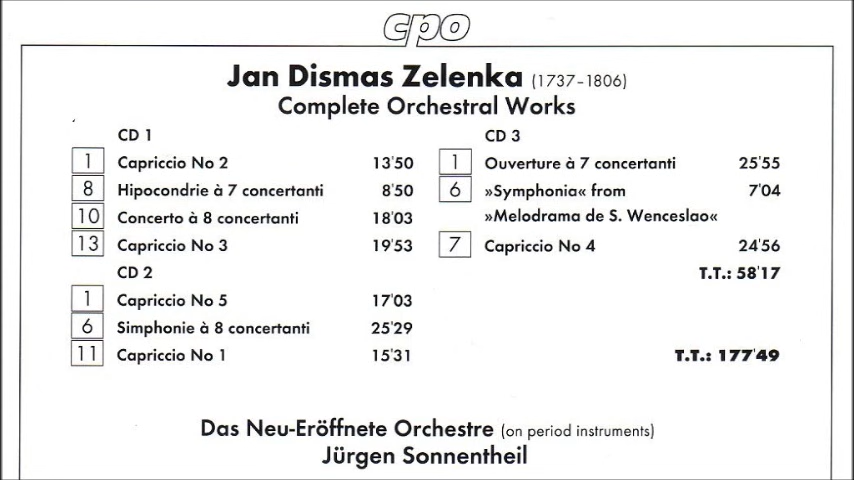 cpo
Jan Dismas Zelenka (1737-1806)
Complete Orchestral Works
CD 1
1 Capriccio No 2 13'50
8 Hipocondrie à 7 concertanti 8'50
10 Concerto à 8 concertanti 18'03
13 Capriccio No 3 19'53
CD 2
1 Capriccio No 5 17'03
6 Simphonie à 8 concertanti 25'29
11 Capriccio No 1 15'31
CD 3
1 Ouverture à 7 concertanti 25'55
6 »Symphonia« from 7'04
»Melodrama de S. Wenceslao«
7 Capriccio No 4 24'56
T.T.: 58'17
T.T.: 177'49
Das Neu-Eröffnete Orchestre (on period instruments)
Jürgen Sonnentheil